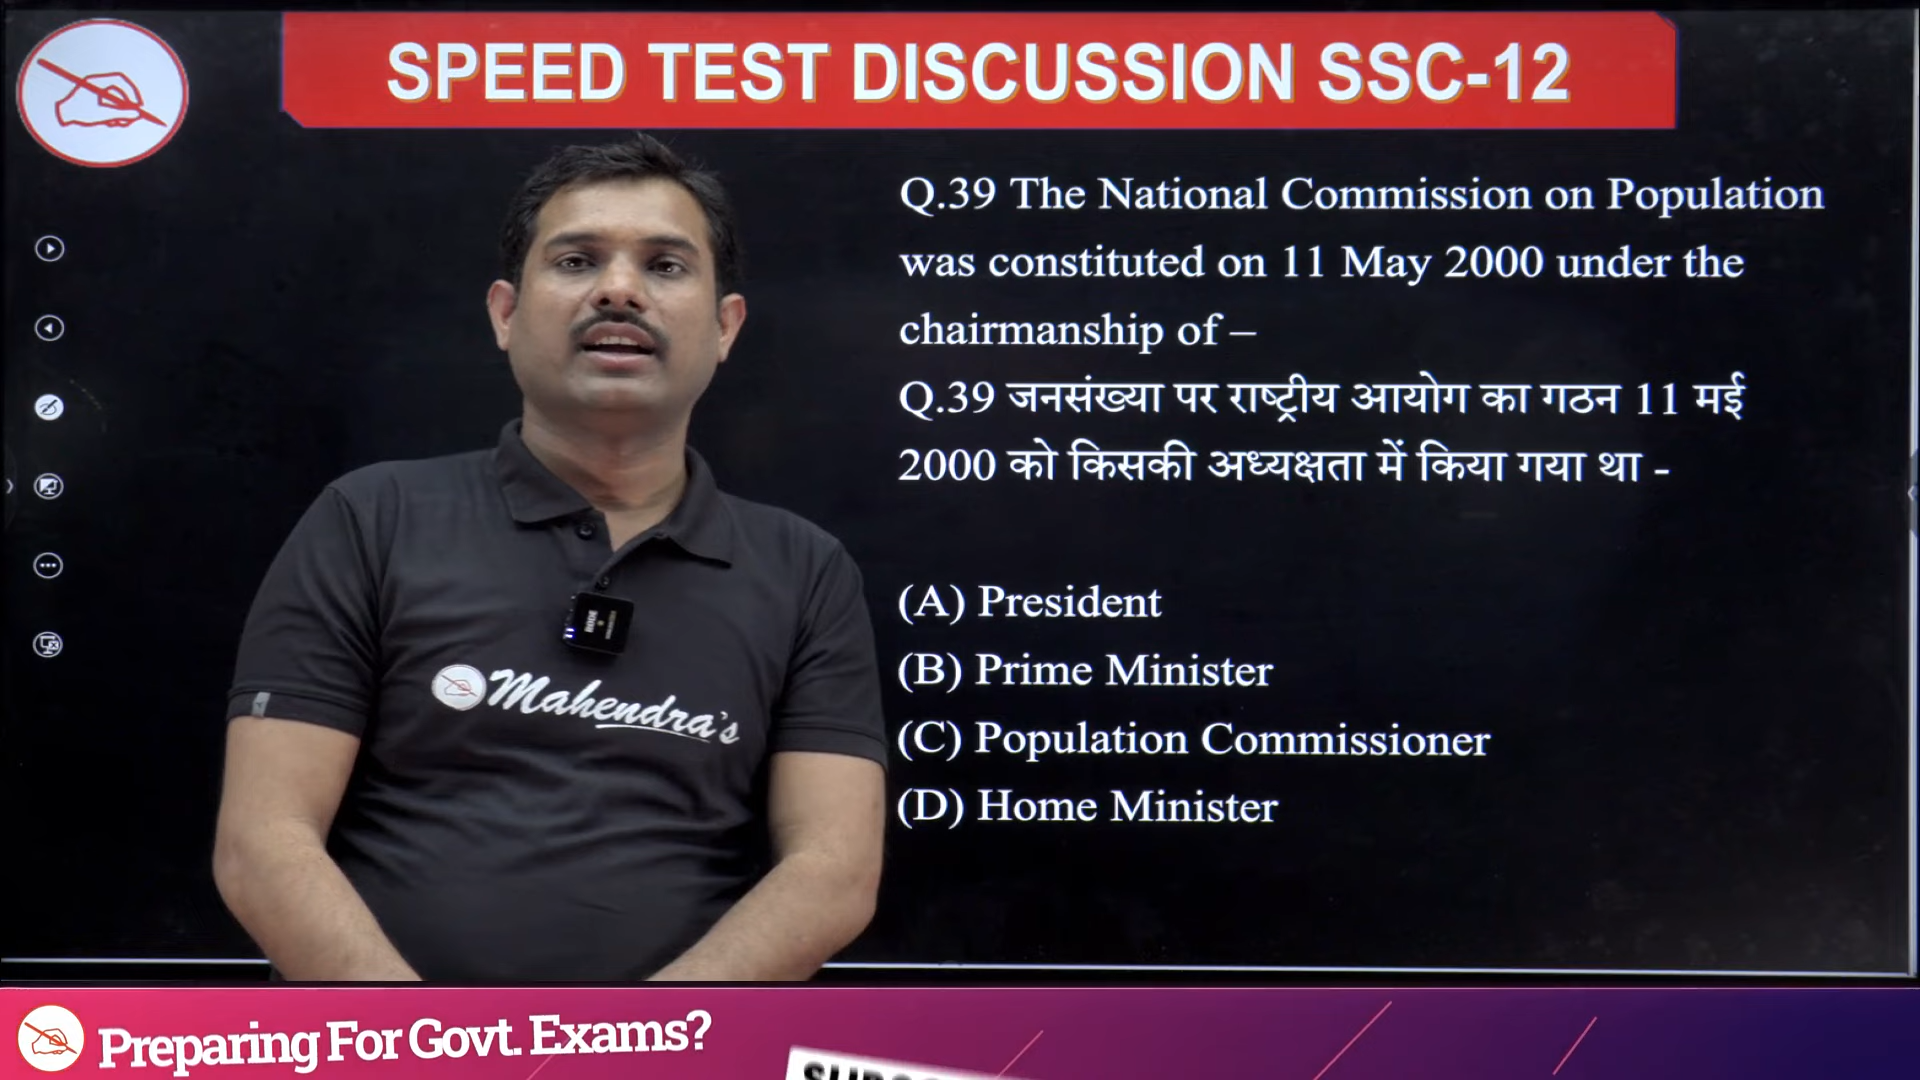 SPEED TEST DISCUSSION SSC-12
Q.39 The National Commission on Population
was constituted on 11 May 2000 under the
chairmanship of –
Q.39 जनसंख्या पर राष्ट्रीय आयोग का गठन 11 मई
2000 को किसकी अध्यक्षता में किया गया था -
(A) President
(B) Prime Minister
(C) Population Commissioner
(D) Home Minister
RODE
Mahendra's
Preparing For Govt. Exams?